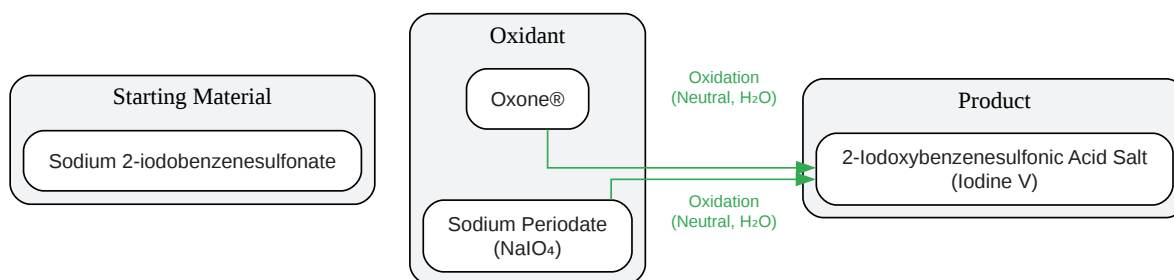 Starting Material
Sodium 2-iodobenzenesulfonate
Oxidant
Oxone®
Sodium Periodate
(NaIO₄)
Oxidation
(Neutral, H₂O)
Oxidation
(Neutral, H₂O)
Product
2-Iodoxybenzenesulfonic Acid Salt
(Iodine V)